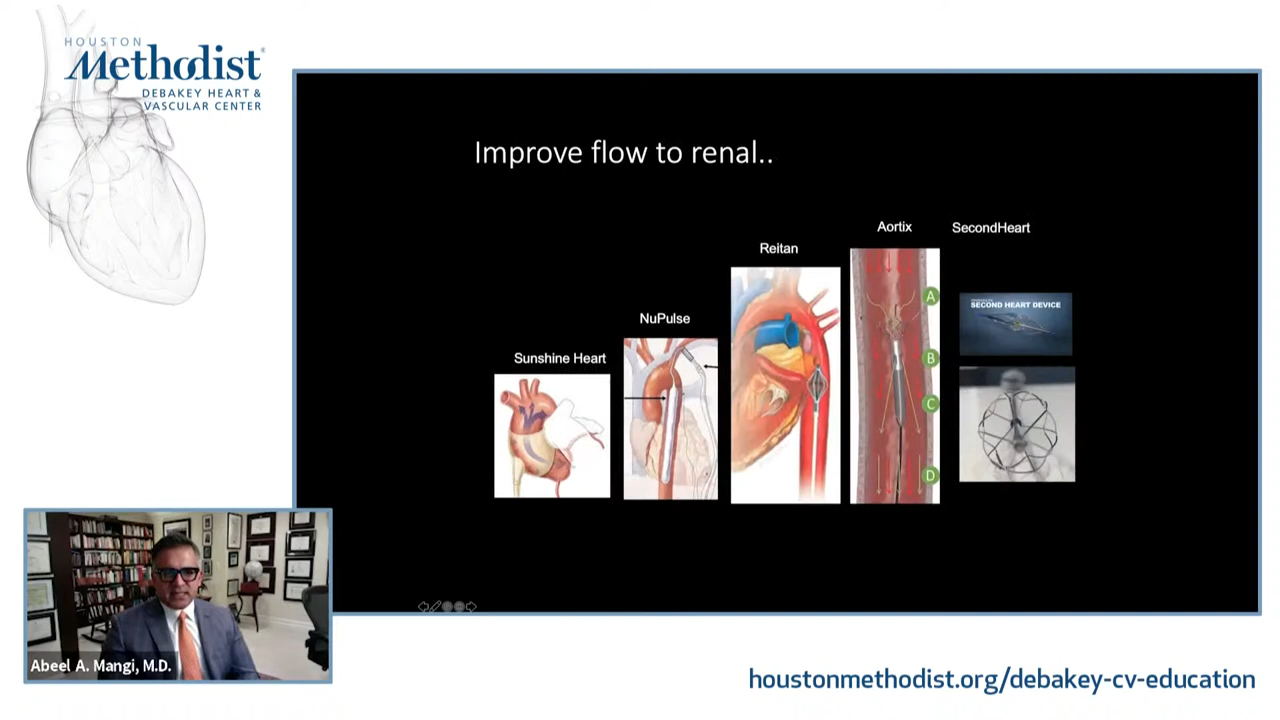 HOUSTON
Methodist
DEBAKEY HEART &
VASCULAR CENTER
Improve flow to renal..
Sunshine Heart
NuPulse
Reitan
Aortix
SecondHeart
A
B
C
D
SECOND HEART DEVICE
Abeel A. Mangi, M.D.
houstonmethodist.org/debakey-cv-education